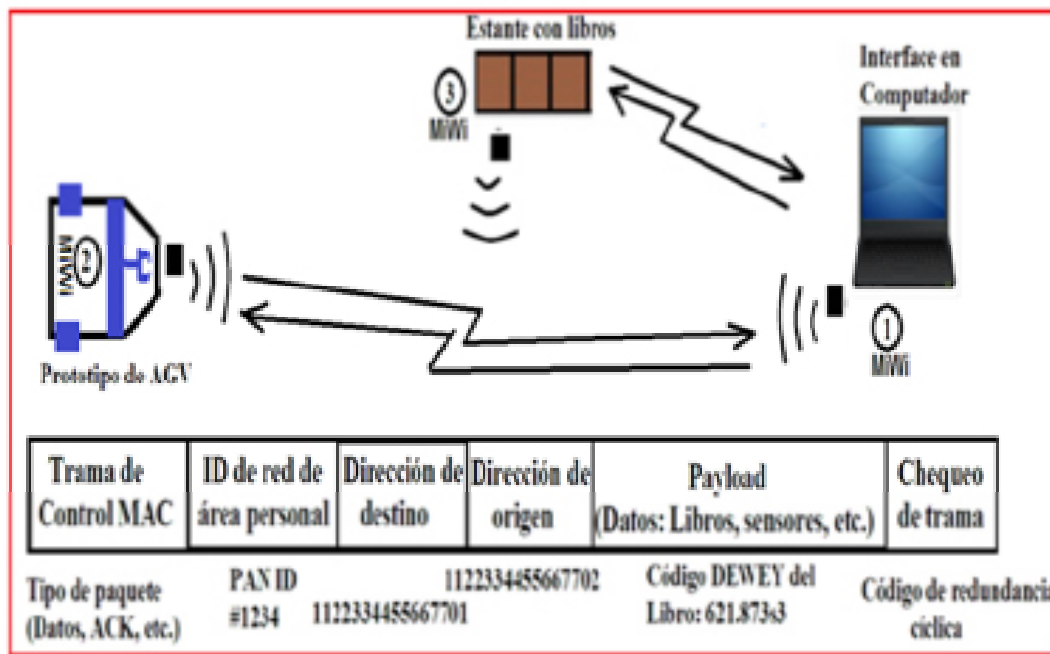 Estante con libros
Interface en
Computador
3
MiWi
MiWi
2
1
MiWi
Prototipo de AGV
Trama de
Control MAC
ID de red de
área personal
Dirección de
destino
Dirección de
origen
Payload
(Datos: Libros, sensores, etc.)
Chequeo
de trama
Tipo de paquete
(Datos, ACK, etc.)
PAN ID
#1234
1122334455667701
1122334455667702
Código DEWEY del
Libro: 621.873s3
Código de redundancia
cíclica